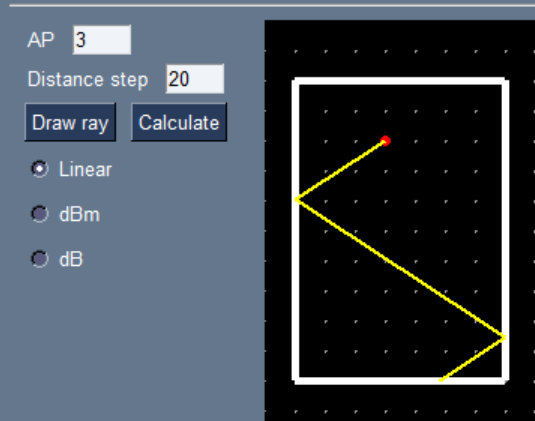 AP 3
Distance step 20
Draw ray Calculate
Linear
dBm
dB